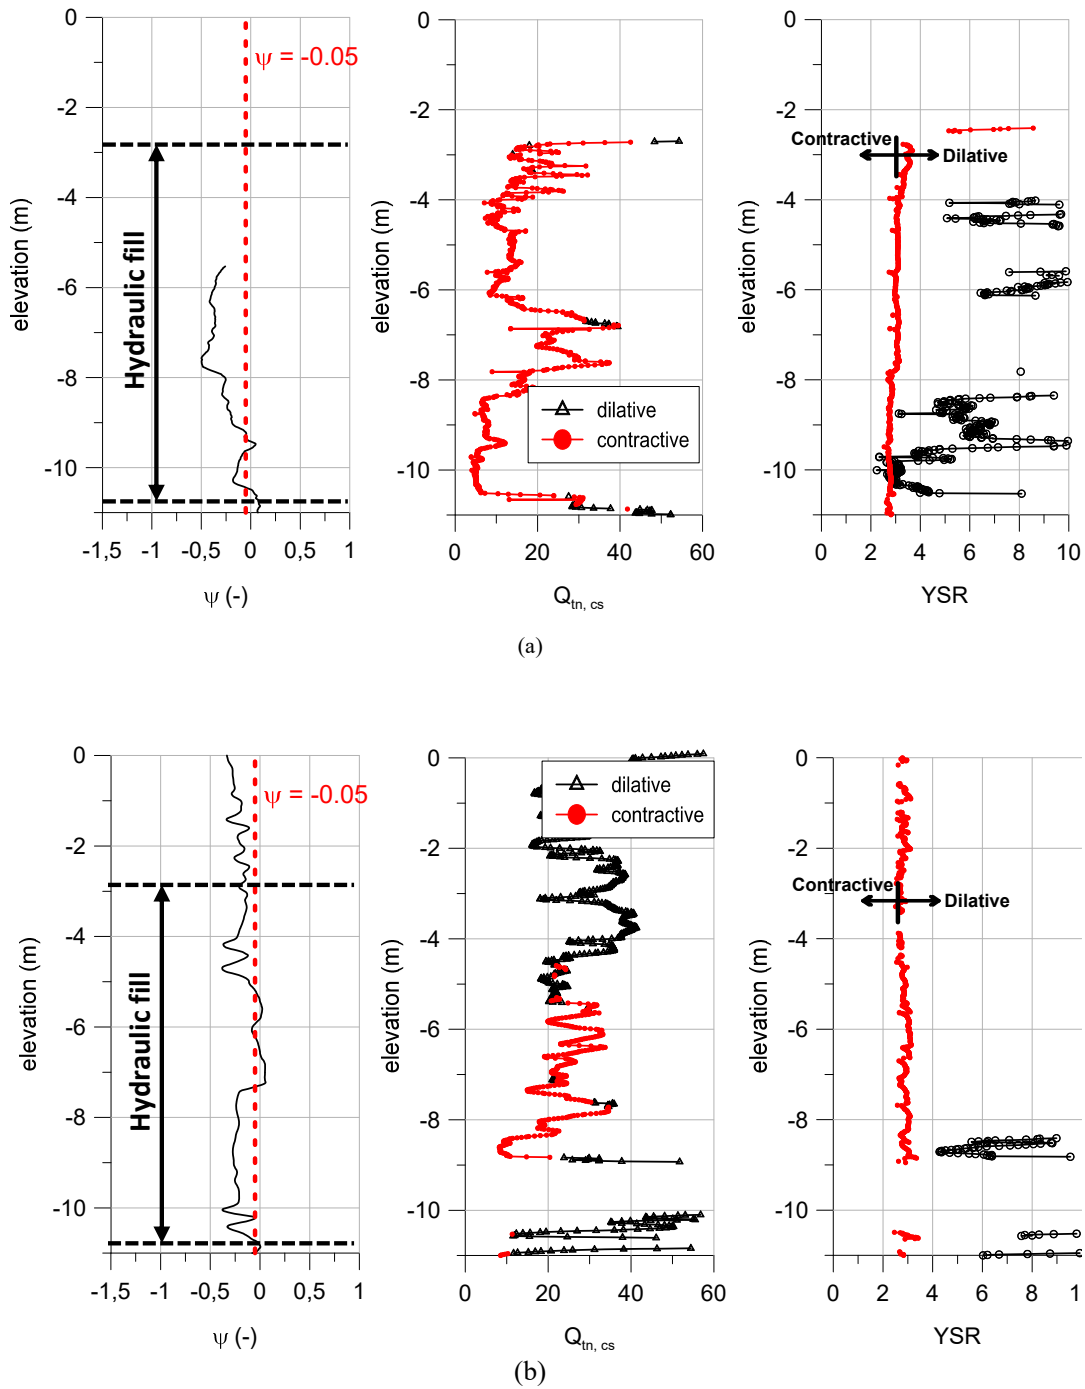 0
-2
-4
-6
-8
-10
elevation (m)
ψ = -0.05
Hydraulic fill
-1,5 -1 -0,5 0 0,5 1
ψ (-)
0
-2
-4
-6
-8
-10
elevation (m)
dilative
contractive
0 20 40 60
Qtn, cs
0
-2
-4
-6
-8
-10
elevation (m)
Contractive
Dilative
0 2 4 6 8 10
YSR
(a)
0
-2
-4
-6
-8
-10
elevation (m)
ψ = -0.05
Hydraulic fill
-1,5 -1 -0,5 0 0,5 1
ψ (-)
0
-2
-4
-6
-8
-10
elevation (m)
dilative
contractive
0 20 40 60
Qtn, cs
0
-2
-4
-6
-8
-10
elevation (m)
Contractive
Dilative
0 2 4 6 8 1
YSR
(b)